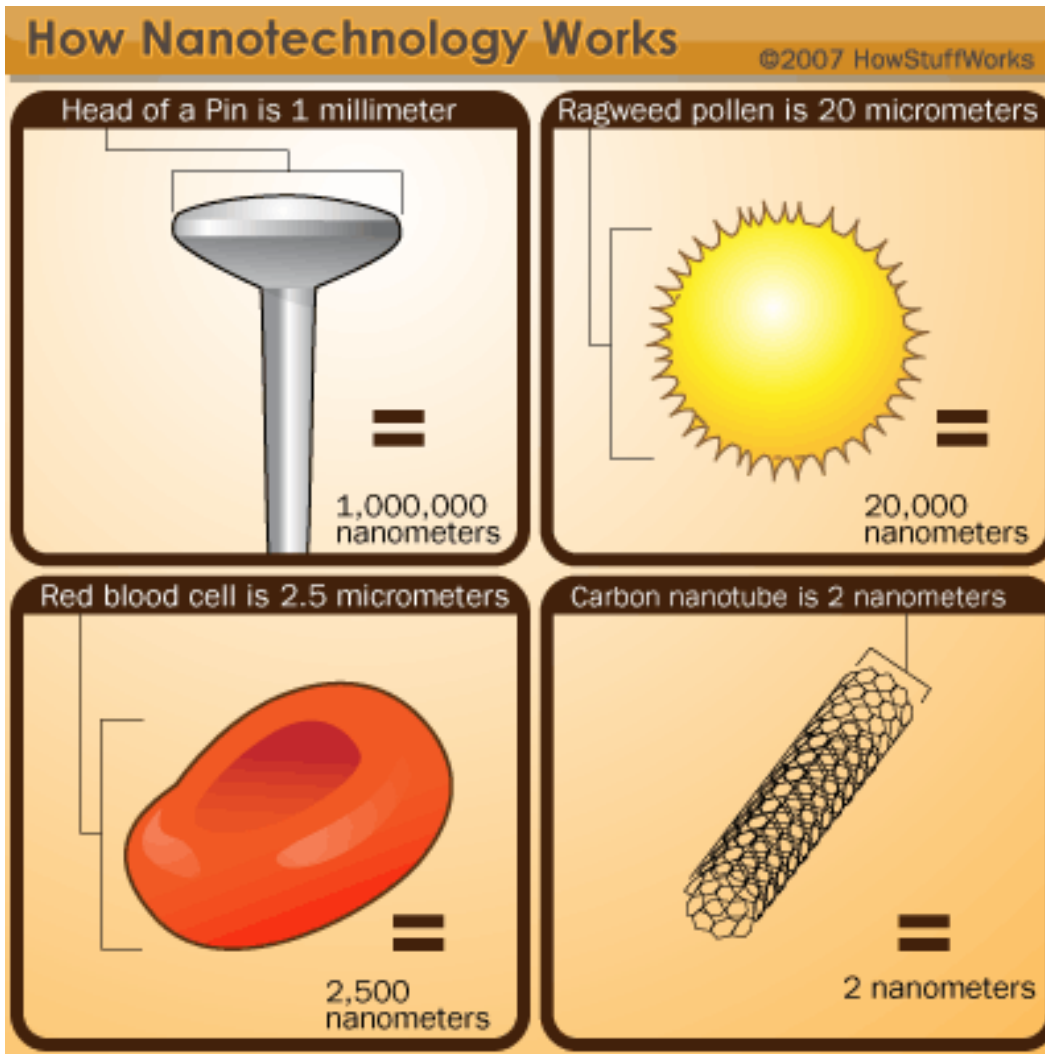 How Nanotechnology Works
©2007 HowStuffWorks
Head of a Pin is 1 millimeter
=
1,000,000
nanometers
Ragweed pollen is 20 micrometers
=
20,000
nanometers
Red blood cell is 2.5 micrometers
=
2,500
nanometers
Carbon nanotube is 2 nanometers
=
2 nanometers